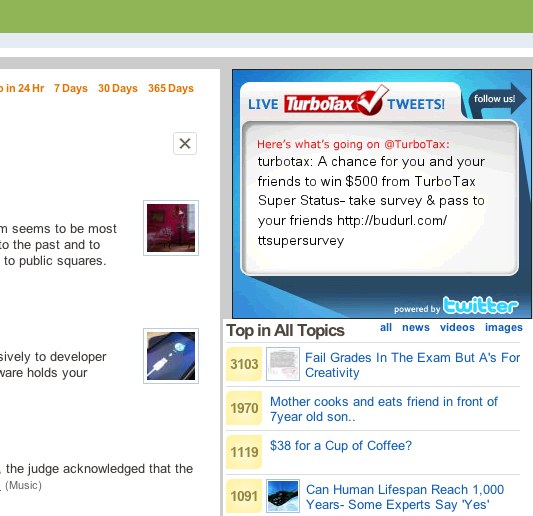 in 24 Hr 7 Days 30 Days 365 Days
LIVE TurboTax TWEETS!
follow us!
Here's what's going on @TurboTax:
turbotax: A chance for you and your
friends to win $500 from TurboTax
Super Status- take survey & pass to
your friends http://budurl.com/
ttsupersurvey
powered by twitter
seems to be most
to the past and to
to public squares.
sively to developer
ware holds your
, the judge acknowledged that the
. (Music)
Top in All Topics all news videos images
3103 Fail Grades In The Exam But A's For
Creativity
1970 Mother cooks and eats friend in front of
7year old son..
1119 $38 for a Cup of Coffee?
1091 Can Human Lifespan Reach 1,000
Years- Some Experts Say 'Yes'